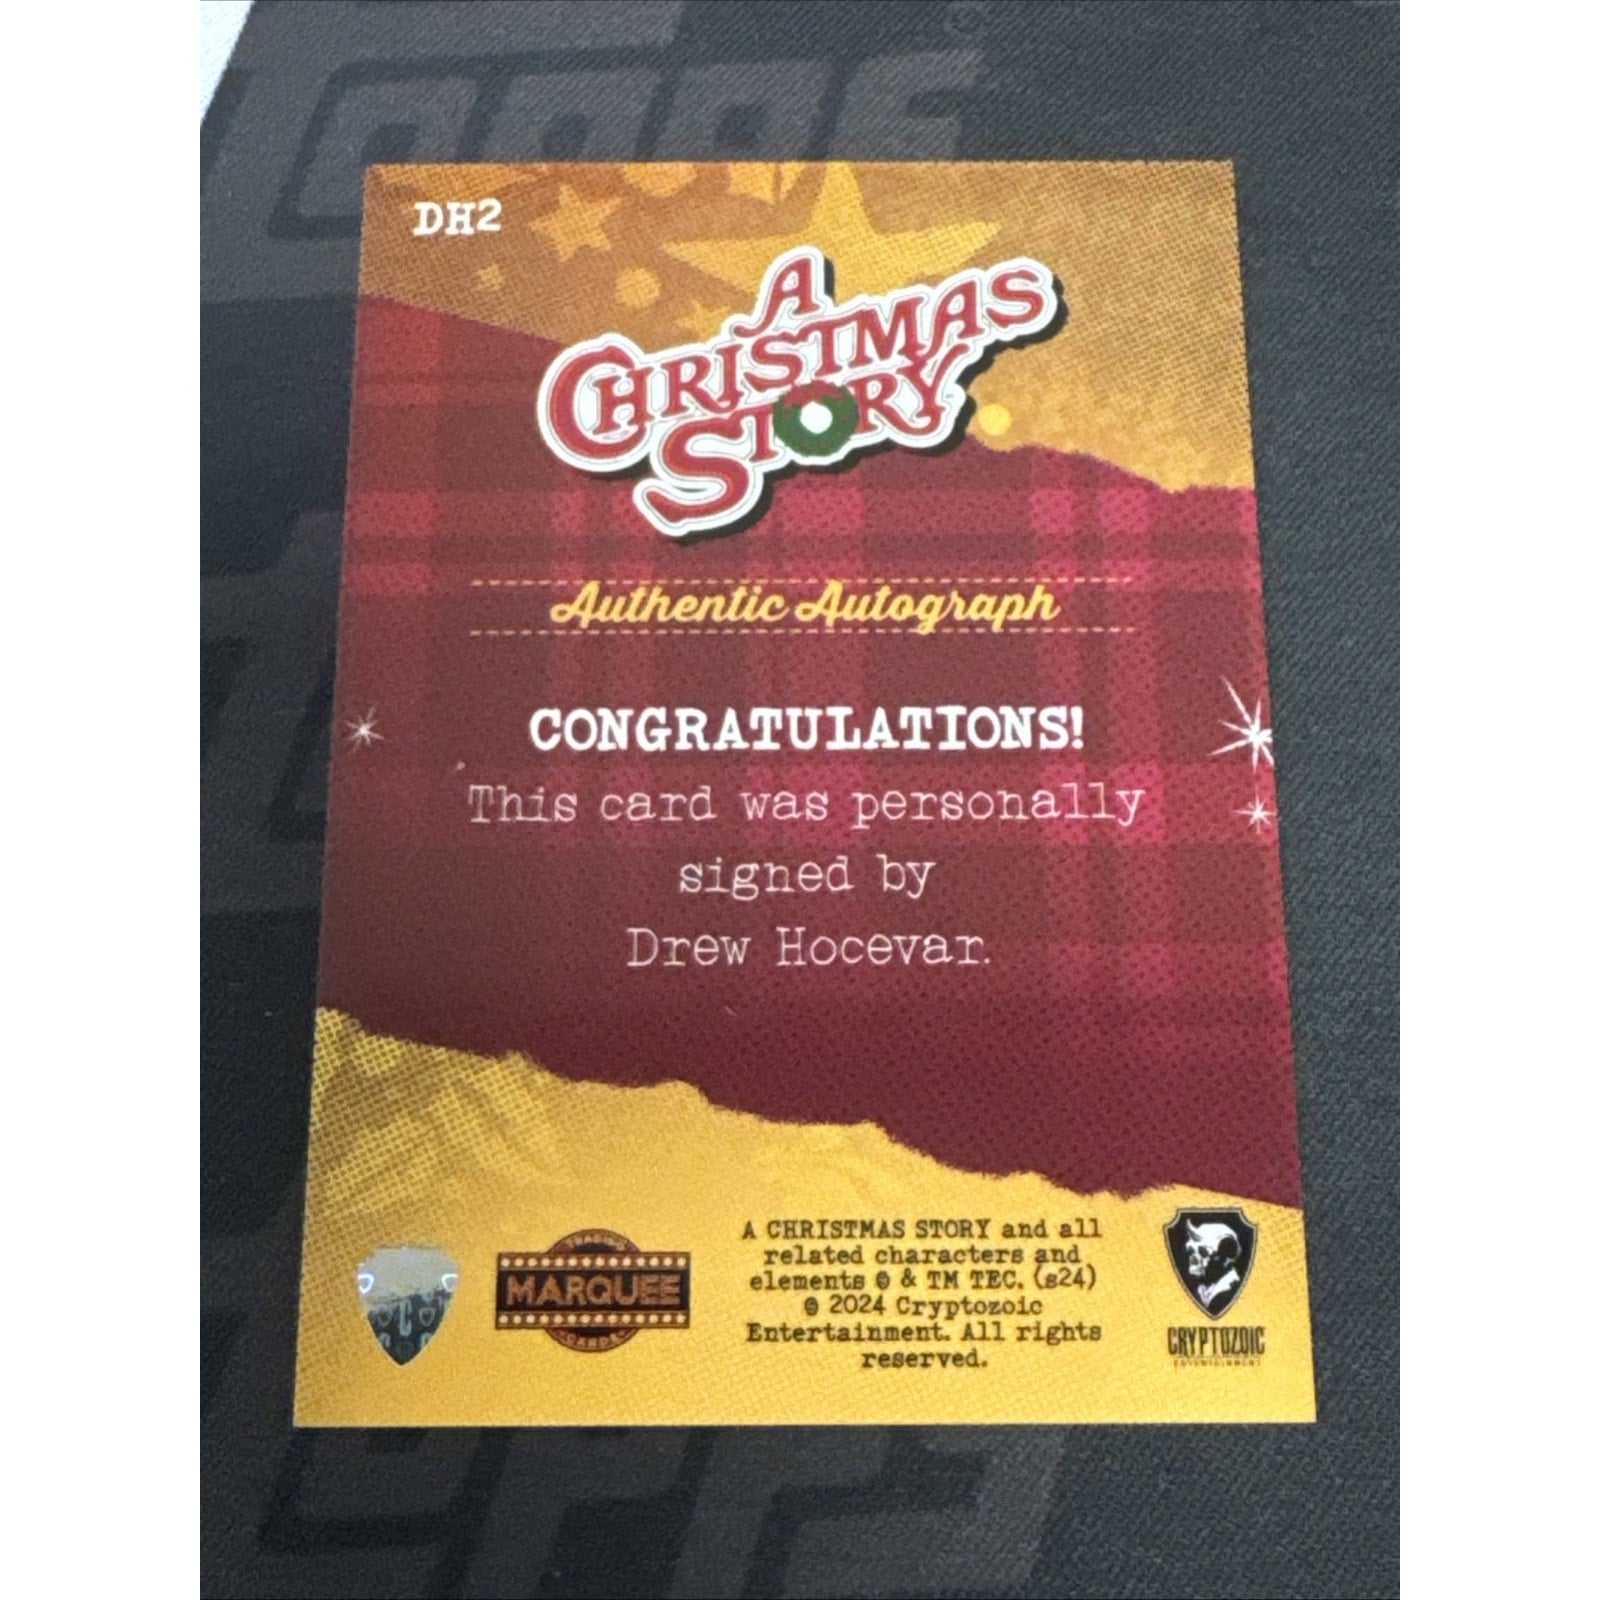 DH2
A
CHRISTMAS
STORY
Authentic Autograph
CONGRATULATIONS!
This card was personally
signed by
Drew Hocevar.
MARQUEE
A CHRISTMAS STORY and all
related characters and
elements © & TM TEC. (s24)
© 2024 Cryptozoic
Entertainment. All rights
reserved.
CRYPTOZOIC
ENTERTAINMENT